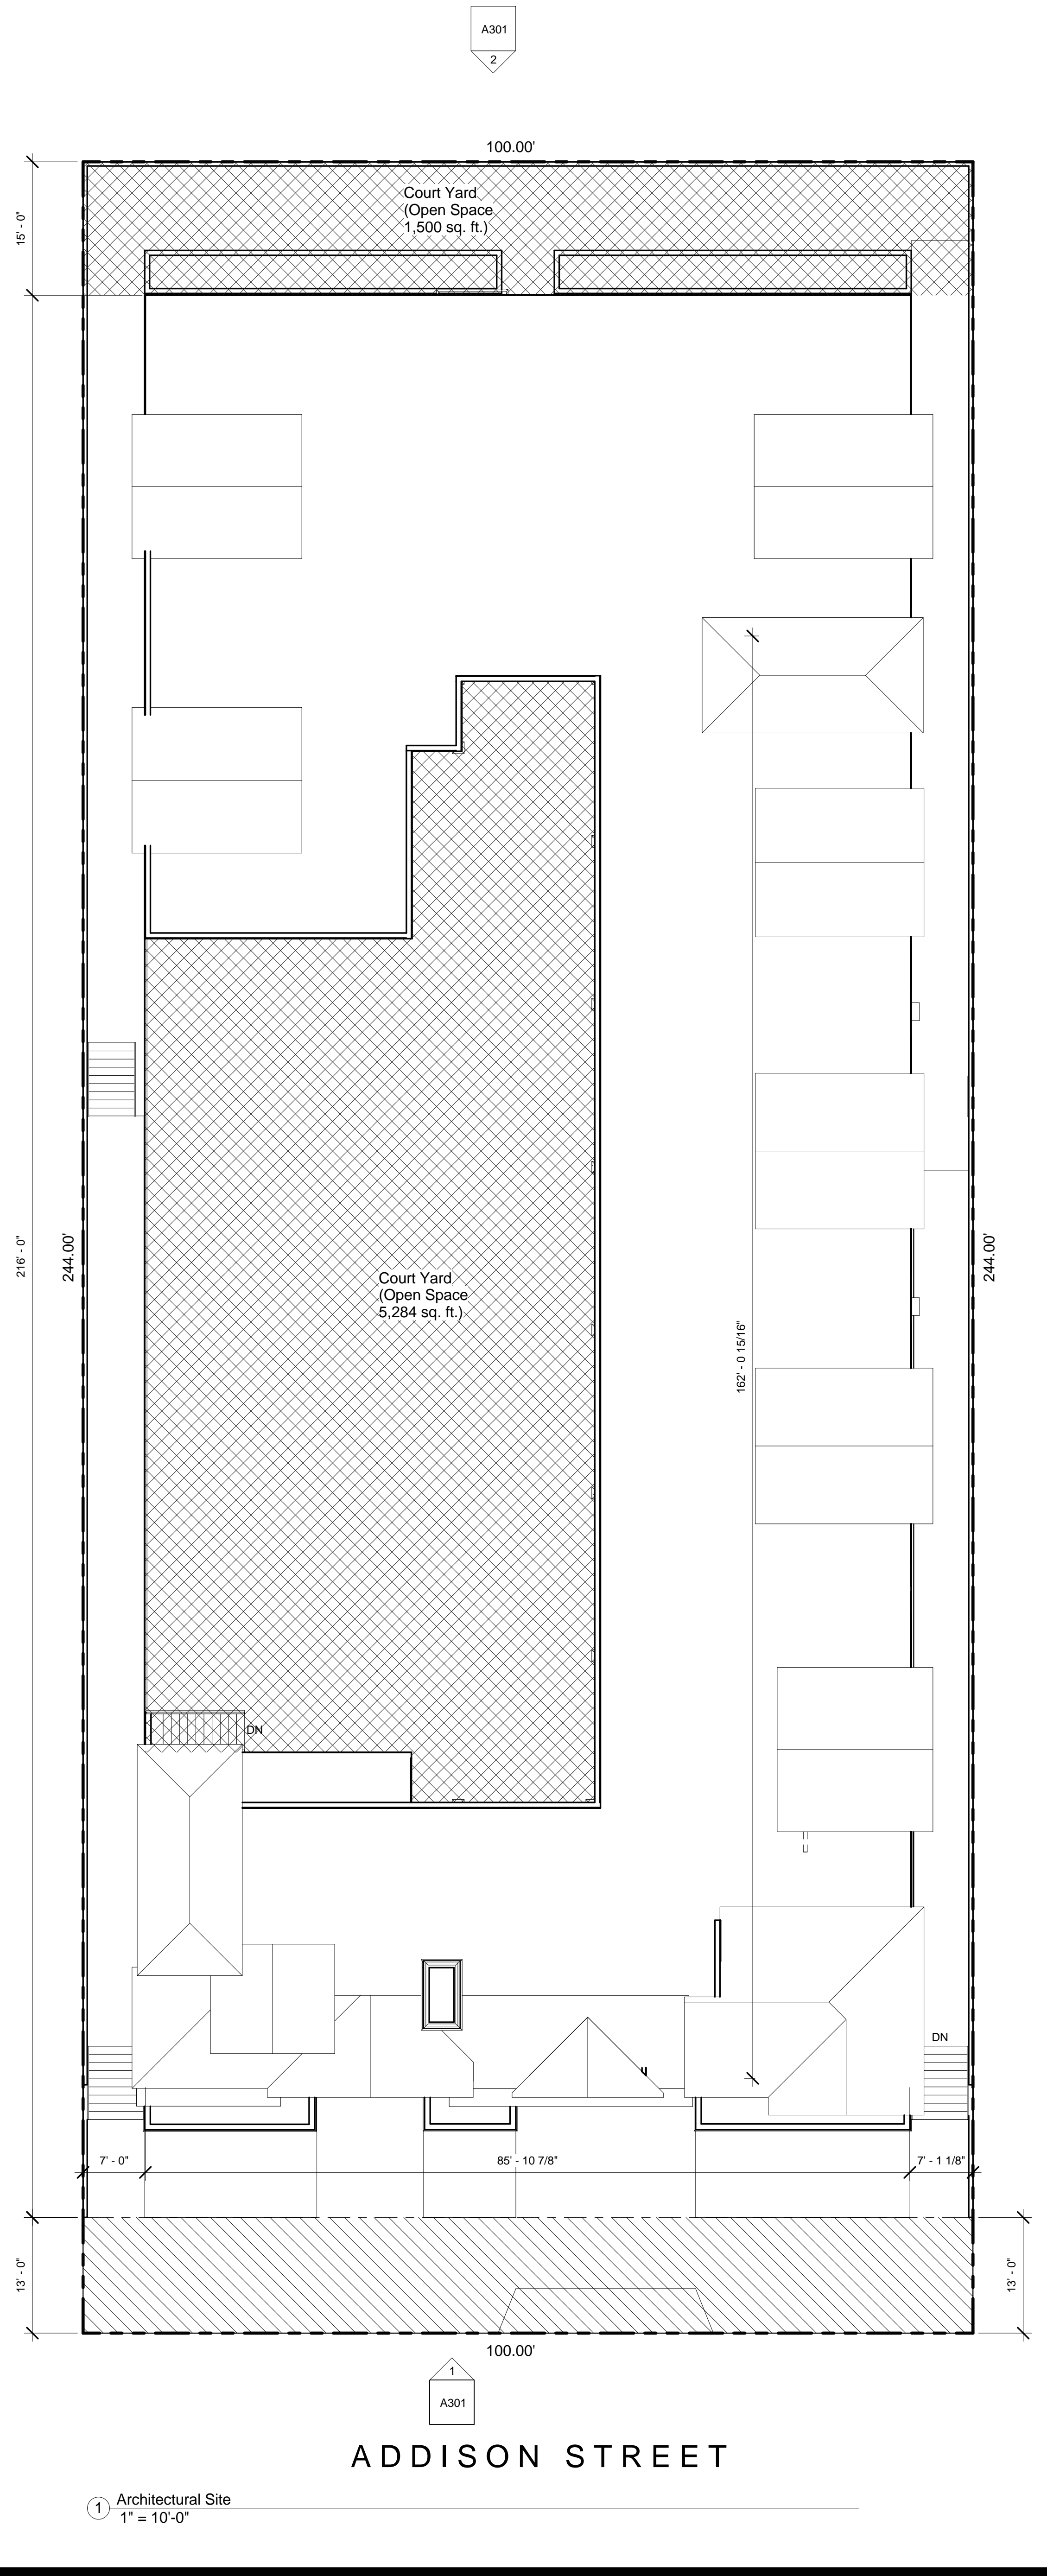 A301
2
100.00'
Court Yard
(Open Space
1,500 sq. ft.)
15' - 0"
216' - 0"
244.00'
244.00'
Court Yard
(Open Space
5,284 sq. ft.)
162' - 0 15/16"
DN
DN
7' - 0"
85' - 10 7/8"
7' - 1 1/8"
13' - 0"
13' - 0"
100.00'
1
A301
ADDISON STREET
1
Architectural Site
1" = 10'-0"